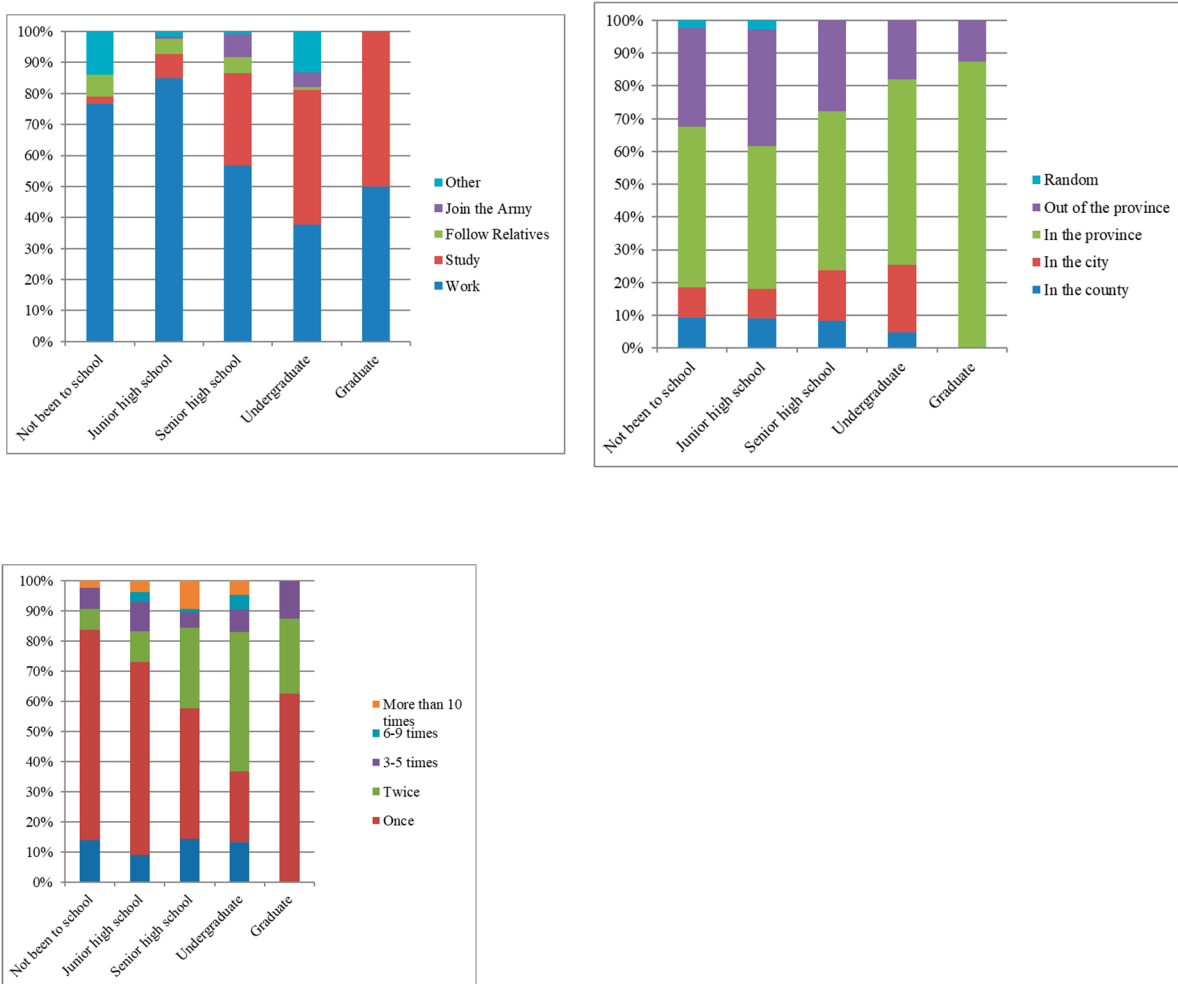 100%
90%
80%
70%
60%
50%
40%
30%
20%
10%
0%
Not been to school
Junior high school
Senior high school
Undergraduate
Graduate
Other
Join the Army
Follow Relatives
Study
Work
100%
90%
80%
70%
60%
50%
40%
30%
20%
10%
0%
Not been to school
Junior high school
Senior high school
Undergraduate
Graduate
Random
Out of the province
In the province
In the city
In the county
100%
90%
80%
70%
60%
50%
40%
30%
20%
10%
0%
Not been to school
Junior high school
Senior high school
Undergraduate
Graduate
More than 10
times
6-9 times
3-5 times
Twice
Once